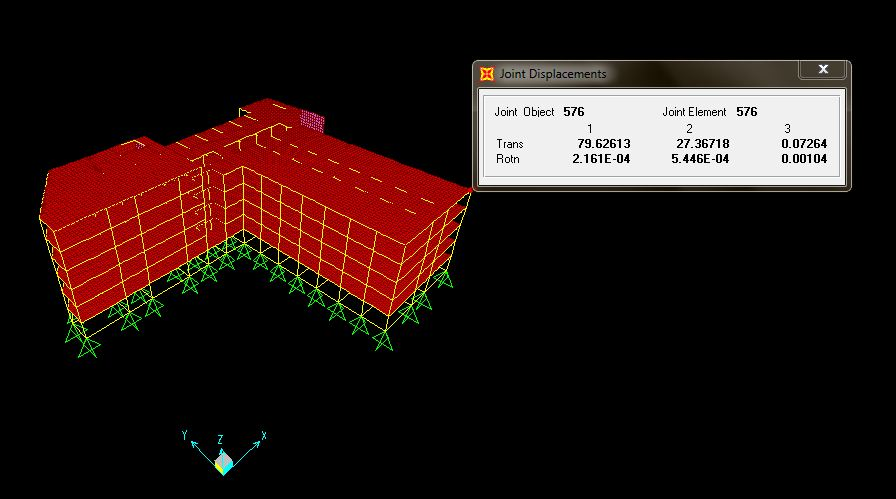 Joint Displacements
Joint Object 576 Joint Element 576
1 2 3
Trans 79.62613 27.36718 0.07264
Rotn 2.161E-04 5.446E-04 0.00104
Y Z X